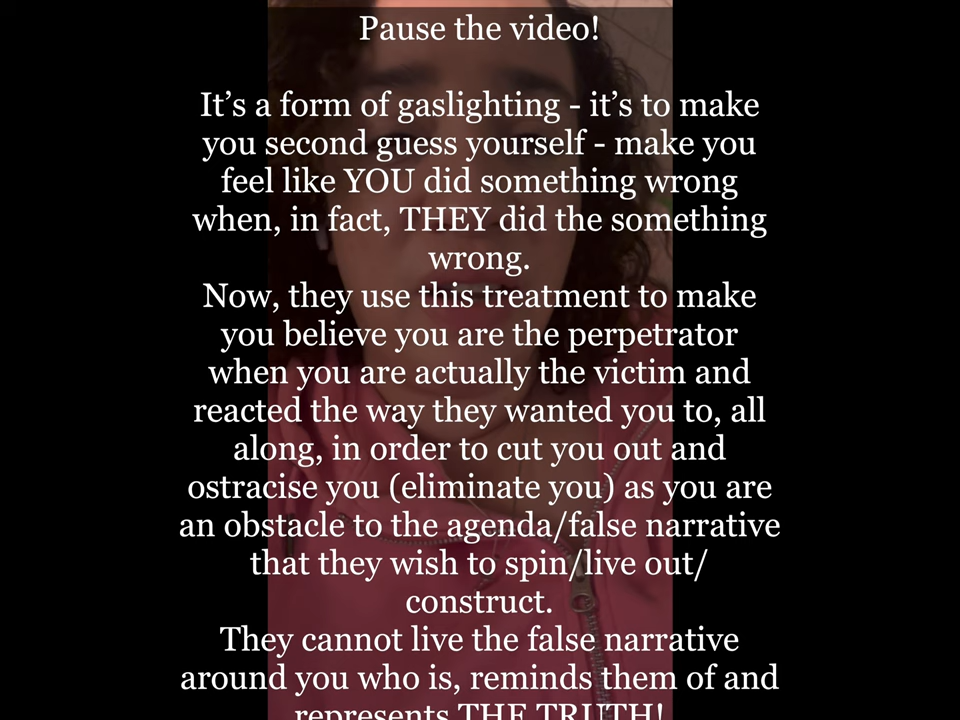 Pause the video!
It’s a form of gaslighting - it’s to make
you second guess yourself - make you
feel like YOU did something wrong
when, in fact, THEY did the something
wrong.
Now, they use this treatment to make
you believe you are the perpetrator
when you are actually the victim and
reacted the way they wanted you to, all
along, in order to cut you out and
ostracise you (eliminate you) as you are
an obstacle to the agenda/false narrative
that they wish to spin/live out/
construct.
They cannot live the false narrative
around you who is, reminds them of and
represents THE TRUTH!